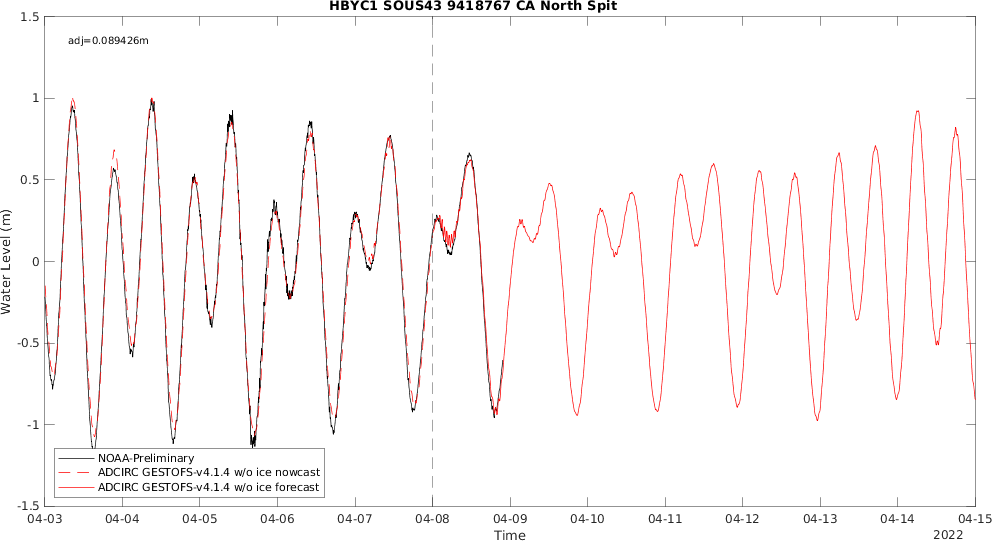 HBYC1 SOUS43 9418767 CA North Spit
adj=0.089426m
Water Level (m)
1.5
1
0.5
0
-0.5
-1
-1.5
NOAA-Preliminary
ADCIRC GESTOFS-v4.1.4 w/o ice nowcast
ADCIRC GESTOFS-v4.1.4 w/o ice forecast
04-03 04-04 04-05 04-06 04-07 04-08 04-09 04-10 04-11 04-12 04-13 04-14 04-15
Time
2022